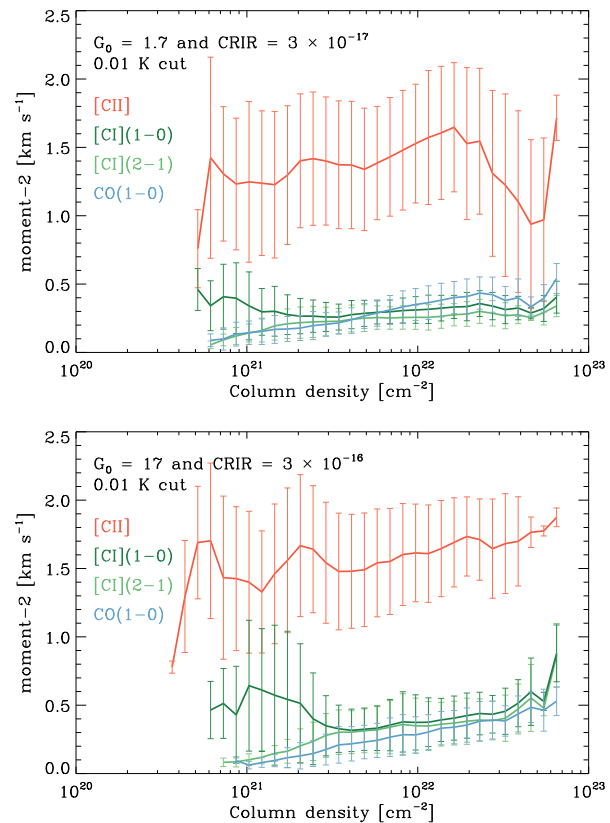 G₀ = 1.7 and CRIR = 3 × 10⁻¹⁷
0.01 K cut
[CII]
[CI](1−0)
[CI](2−1)
CO(1−0)
moment−2 [km s⁻¹]
2.5
2.0
1.5
1.0
0.5
0.0
10²⁰ 10²¹ 10²² 10²³
Column density [cm⁻²]
G₀ = 17 and CRIR = 3 × 10⁻¹⁶
0.01 K cut
[CII]
[CI](1−0)
[CI](2−1)
CO(1−0)
moment−2 [km s⁻¹]
2.5
2.0
1.5
1.0
0.5
0.0
10²⁰ 10²¹ 10²² 10²³
Column density [cm⁻²]